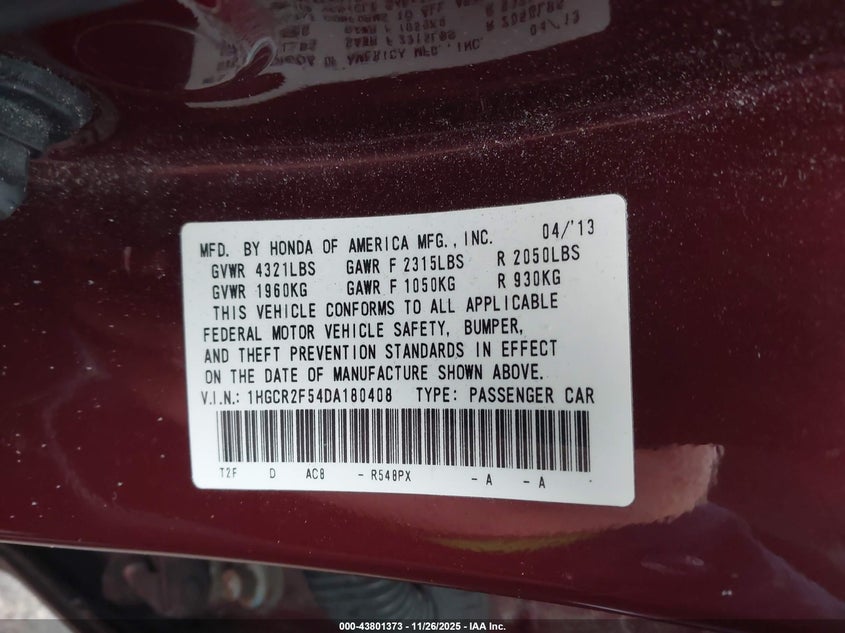 MFD. BY HONDA OF AMERICA MFG., INC. 04/'13
GVWR 4321LBS GAWR F 2315LBS R 2050LBS
GVWR 1960KG GAWR F 1050KG R 930KG
THIS VEHICLE CONFORMS TO ALL APPLICABLE
FEDERAL MOTOR VEHICLE SAFETY, BUMPER,
AND THEFT PREVENTION STANDARDS IN EFFECT
ON THE DATE OF MANUFACTURE SHOWN ABOVE.
V.I.N.: 1HGCR2F54DA180408 TYPE: PASSENGER CAR
T2F D AC8 - R548PX - A - A
000-43801373 - 11/26/2025 - IAA Inc.